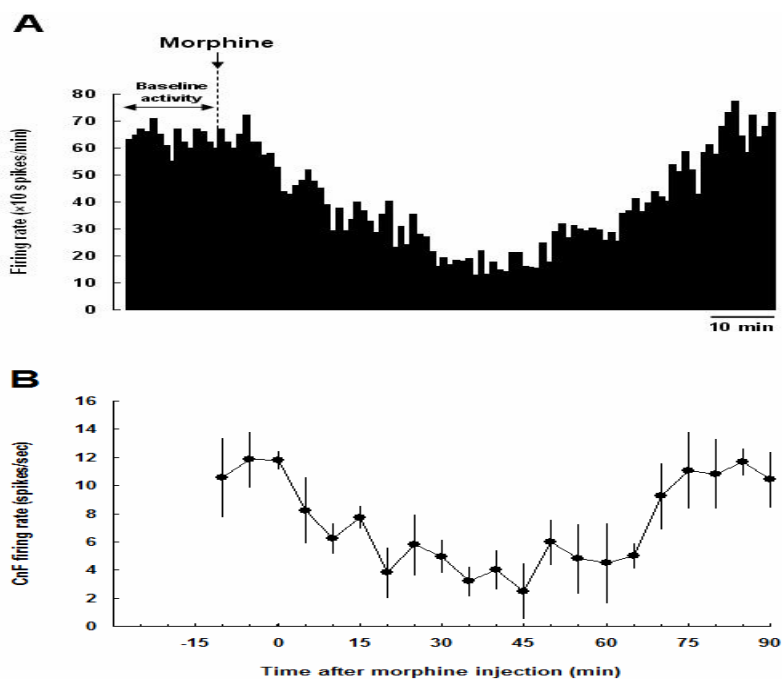 A
Morphine
Baseline
activity
Firing rate (×10 spikes/min)
80
70
60
50
40
30
20
10
0
10 min
B
CnF firing rate (spikes/sec)
16
14
12
10
8
6
4
2
0
-15 0 15 30 45 60 75 90
Time after morphine injection (min)